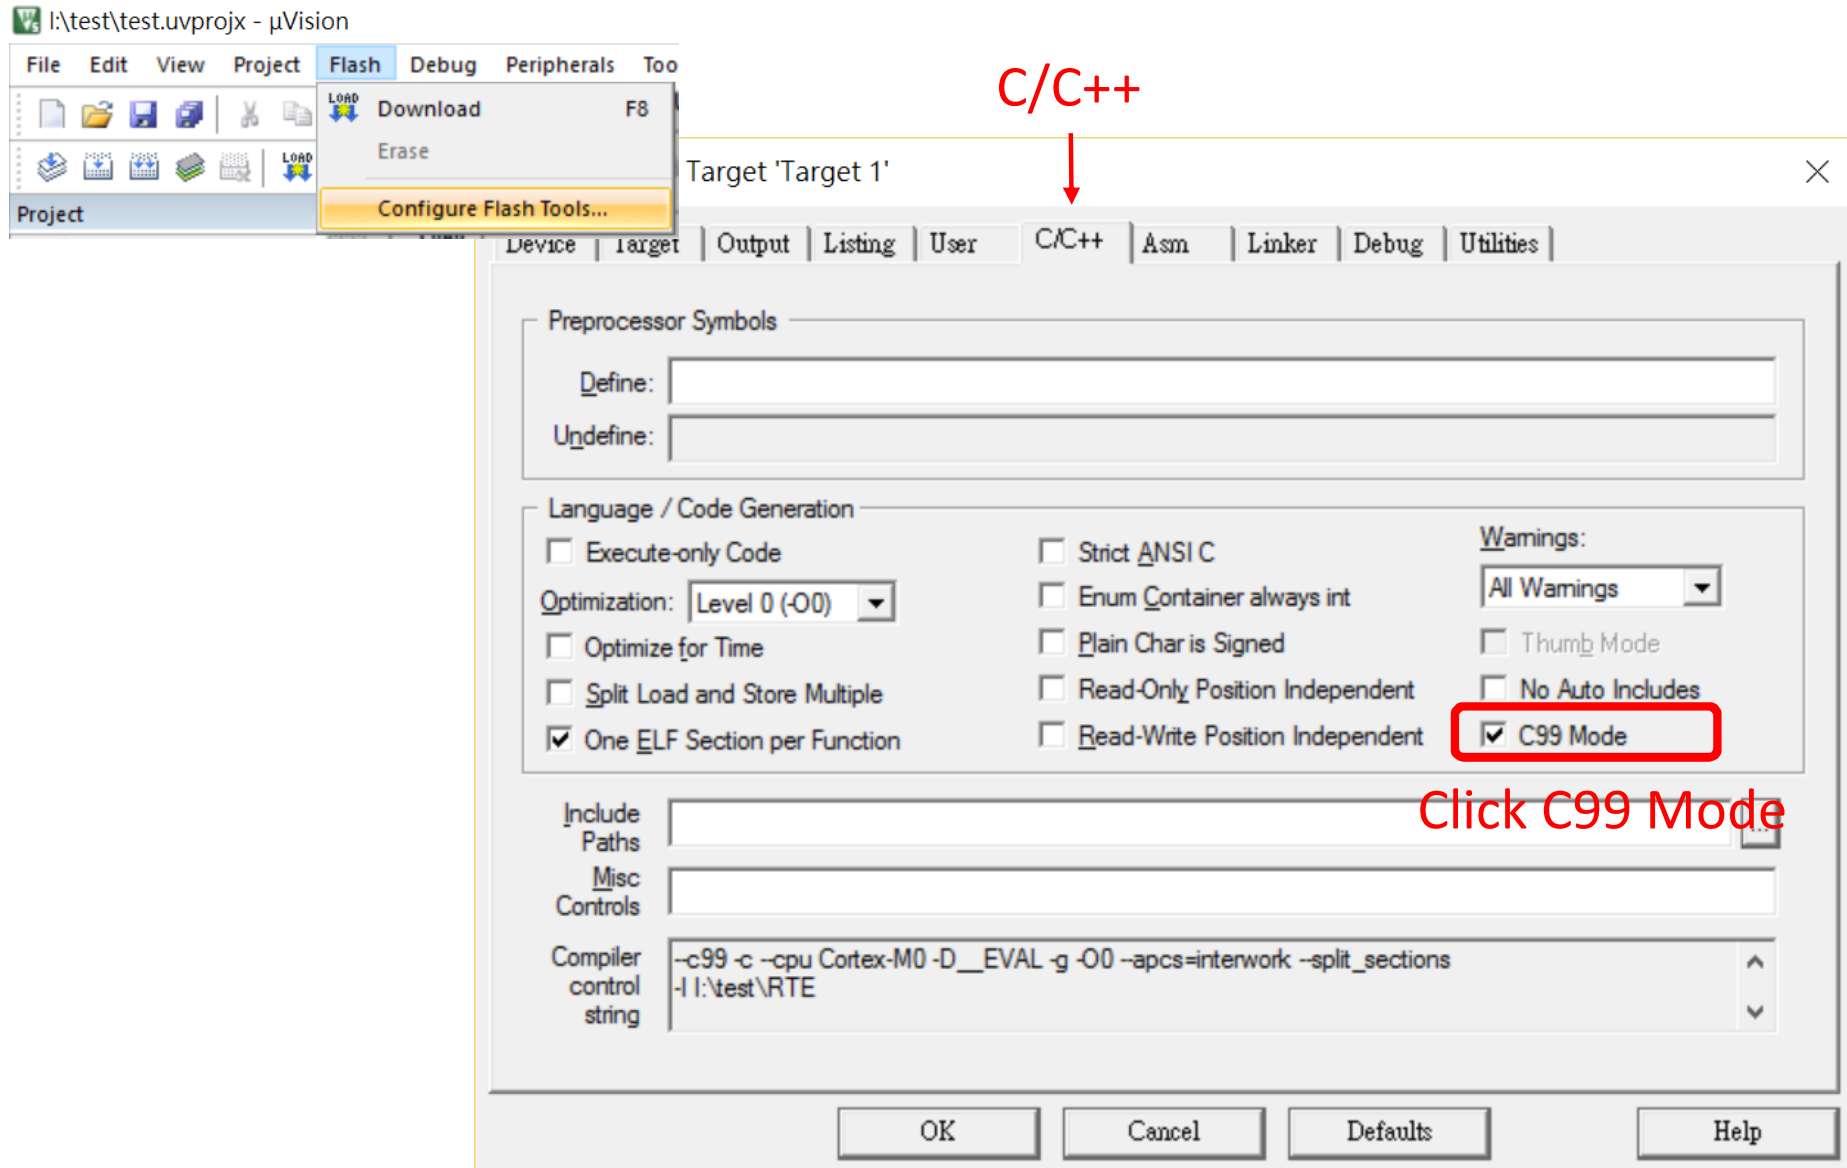 I:\test\test.uvprojx - µVision
File Edit View Project Flash Debug Peripherals Too
LOAD Download F8
Erase
LOAD
Configure Flash Tools...
Project
C/C++
Target 'Target 1'
Device Target Output Listing User C/C++ Asm Linker Debug Utilities
Preprocessor Symbols
Define:
Undefine:
Language / Code Generation
Execute-only Code
Optimization: Level 0 (-O0)
Optimize for Time
Split Load and Store Multiple
One ELF Section per Function
Strict ANSI C
Enum Container always int
Plain Char is Signed
Read-Only Position Independent
Read-Write Position Independent
Warnings:
All Warnings
Thumb Mode
No Auto Includes
C99 Mode
Click C99 Mode
Include
Paths
...
Misc
Controls
Compiler
control
string
--c99 -c --cpu Cortex-M0 -D__EVAL -g -O0 --apcs=interwork --split_sections
-I I:\test\RTE
OK Cancel Defaults Help